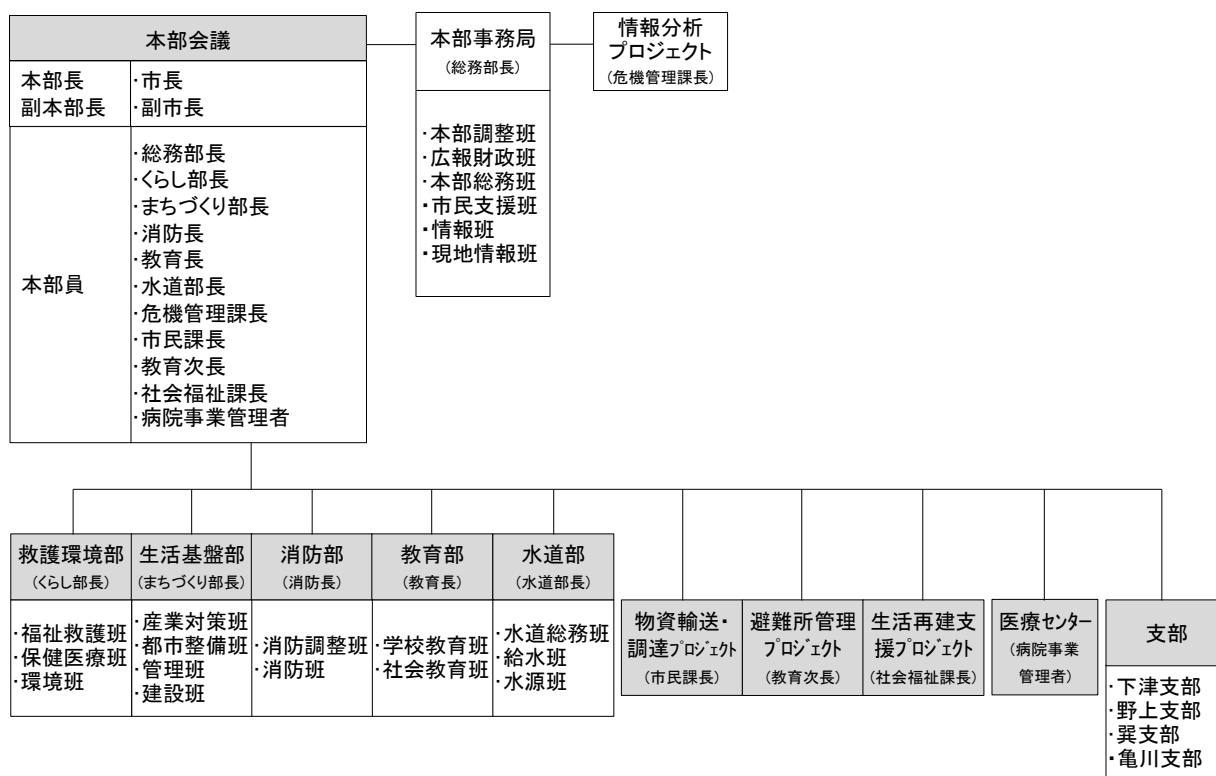 本部会議
本部長
副本部長
・市長
・副市長
本部員
・総務部長
・くらし部長
・まちづくり部長
・消防長
・教育長
・水道部長
・危機管理課長
・市民課長
・教育次長
・社会福祉課長
・病院事業管理者
本部事務局
(総務部長)
・本部調整班
・広報財政班
・本部総務班
・市民支援班
・情報班
・現地情報班
情報分析
プロジェクト
(危機管理課長)
救護環境部
(くらし部長)
・福祉救護班
・保健医療班
・環境班
生活基盤部
(まちづくり部長)
・産業対策班
・都市整備班
・管理班
・建設班
消防部
(消防長)
・消防調整班
・消防班
教育部
(教育長)
・学校教育班
・社会教育班
水道部
(水道部長)
・水道総務班
・給水班
・水源班
物資輸送・
調達プロジェクト
(市民課長)
避難所管理
プロジェクト
(教育次長)
生活再建支
援プロジェクト
(社会福祉課長)
医療センター
(病院事業
管理者)
支部
・下津支部
・野上支部
・巽支部
・亀川支部